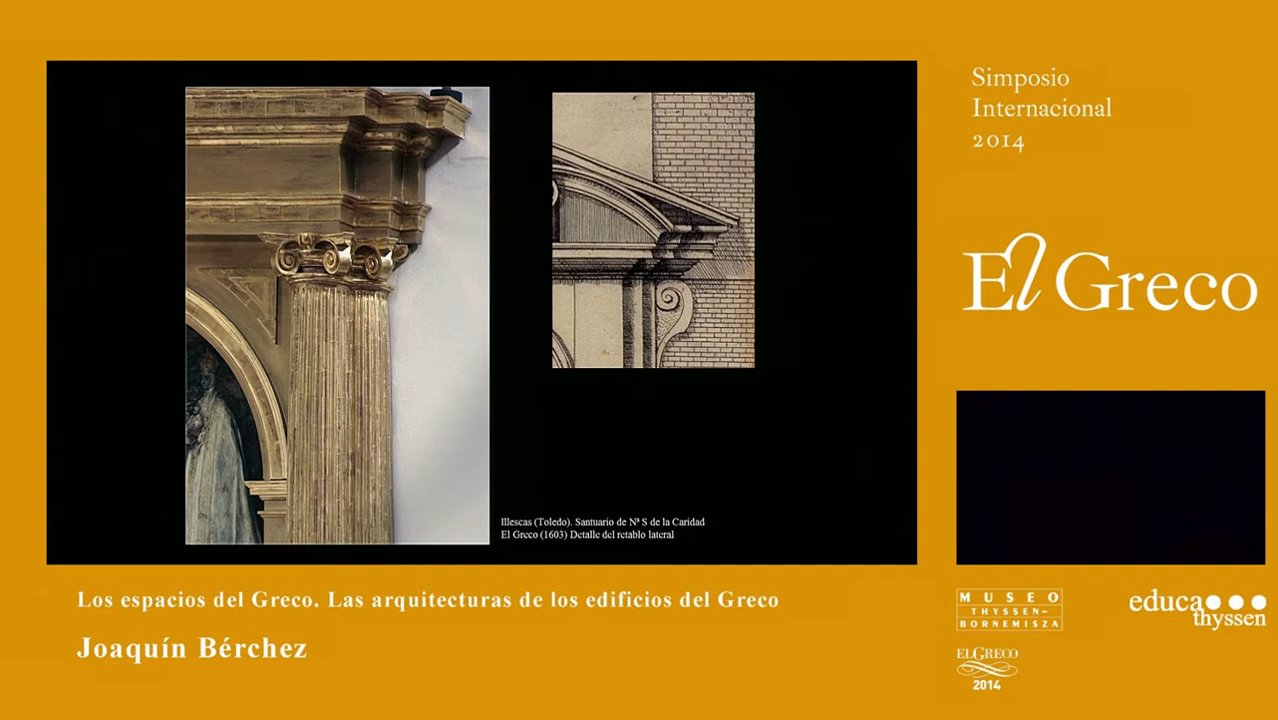 Simposio
Internacional
2014
El Greco
Illescas (Toledo). Santuario de Nª S de la Caridad
El Greco (1603) Detalle del retablo lateral
Los espacios del Greco. Las arquitecturas de los edificios del Greco
Joaquín Bérchez
MUSEO
THYSSEN-
BORNEMISZA
educa
thyssen
EL GRECO
2014